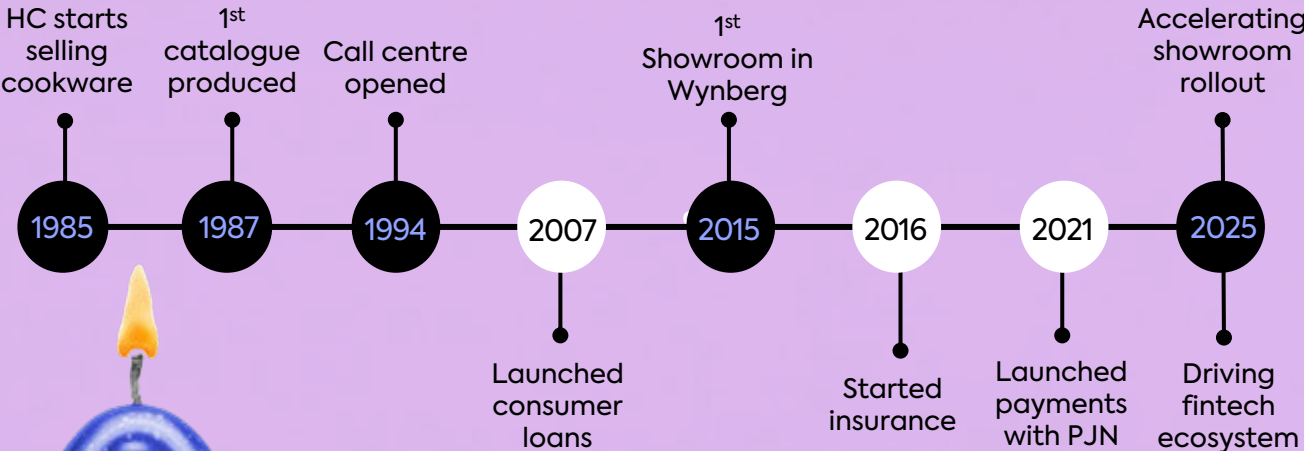 HC starts
selling
cookware
1st
catalogue
produced
Call centre
opened
1st
Showroom in
Wynberg
Accelerating
showroom
rollout
1985
1987
1994
2007
2015
2016
2021
2025
Launched
consumer
loans
Started
insurance
Launched
payments
with PJN
Driving
fintech
ecosystem